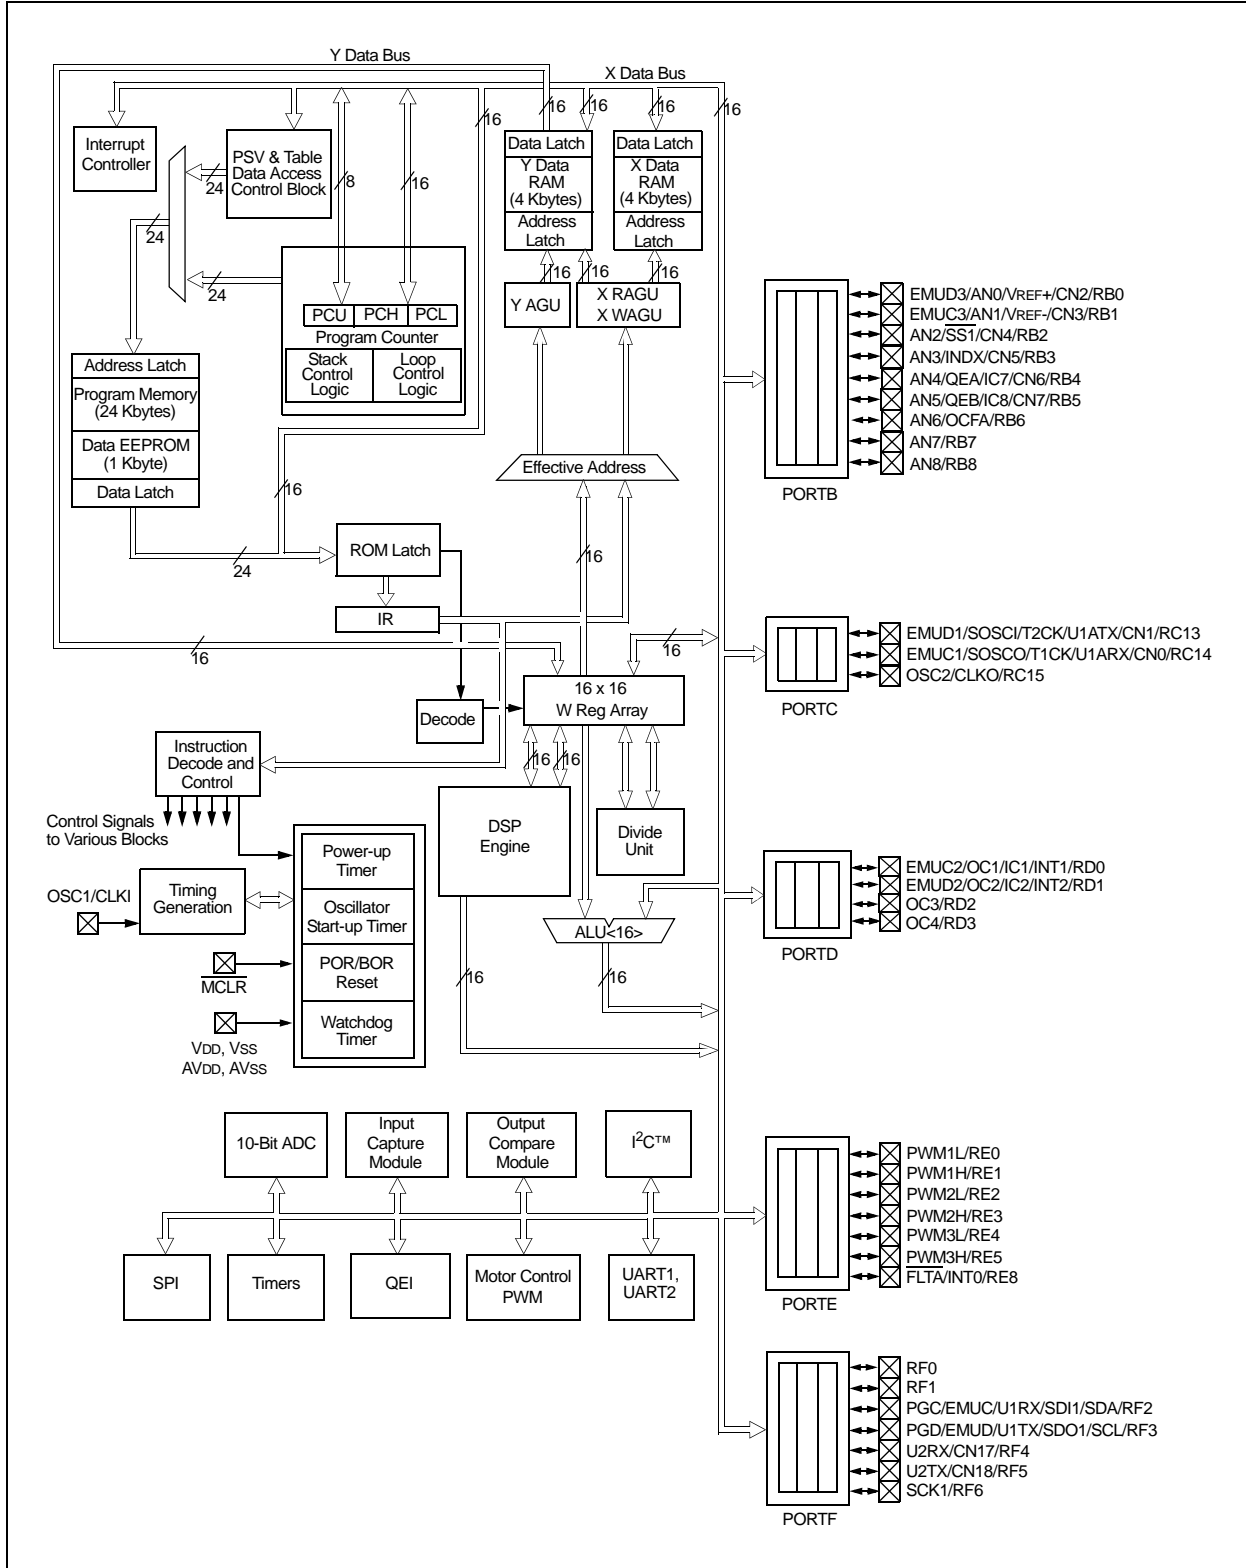 Y Data Bus
X Data Bus
16
16
16
16
16
Interrupt
Controller
PSV & Table
Data Access
Control Block
24
8
16
24
24
Data Latch
Y Data
RAM
(4 Kbytes)
Address
Latch
Data Latch
X Data
RAM
(4 Kbytes)
Address
Latch
16
16
16
Y AGU
X RAGU
X WAGU
PCU
PCH
PCL
Program Counter
Stack
Control
Logic
Loop
Control
Logic
Address Latch
Program Memory
(24 Kbytes)
Data EEPROM
(1 Kbyte)
Data Latch
Effective Address
16
24
ROM Latch
16
IR
16
16
16 x 16
W Reg Array
Decode
Instruction
Decode and
Control
16
16
Control Signals
to Various Blocks
DSP
Engine
Divide
Unit
Power-up
Timer
OSC1/CLKI
Timing
Generation
Oscillator
Start-up Timer
ALU<16>
POR/BOR
Reset
MCLR
16
16
Watchdog
Timer
VDD, VSS
AVDD, AVSS
10-Bit ADC
Input
Capture
Module
Output
Compare
Module
I2C™
SPI
Timers
QEI
Motor Control
PWM
UART1,
UART2
EMUD3/AN0/VREF+/CN2/RB0
EMUC3/AN1/VREF-/CN3/RB1
AN2/SS1/CN4/RB2
AN3/INDX/CN5/RB3
AN4/QEA/IC7/CN6/RB4
AN5/QEB/IC8/CN7/RB5
AN6/OCFA/RB6
AN7/RB7
AN8/RB8
PORTB
EMUD1/SOSCI/T2CK/U1ATX/CN1/RC13
EMUC1/SOSCO/T1CK/U1ARX/CN0/RC14
OSC2/CLKO/RC15
PORTC
EMUC2/OC1/IC1/INT1/RD0
EMUD2/OC2/IC2/INT2/RD1
OC3/RD2
OC4/RD3
PORTD
PWM1L/RE0
PWM1H/RE1
PWM2L/RE2
PWM2H/RE3
PWM3L/RE4
PWM3H/RE5
FLTA/INT0/RE8
PORTE
RF0
RF1
PGC/EMUC/U1RX/SDI1/SDA/RF2
PGD/EMUD/U1TX/SDO1/SCL/RF3
U2RX/CN17/RF4
U2TX/CN18/RF5
SCK1/RF6
PORTF